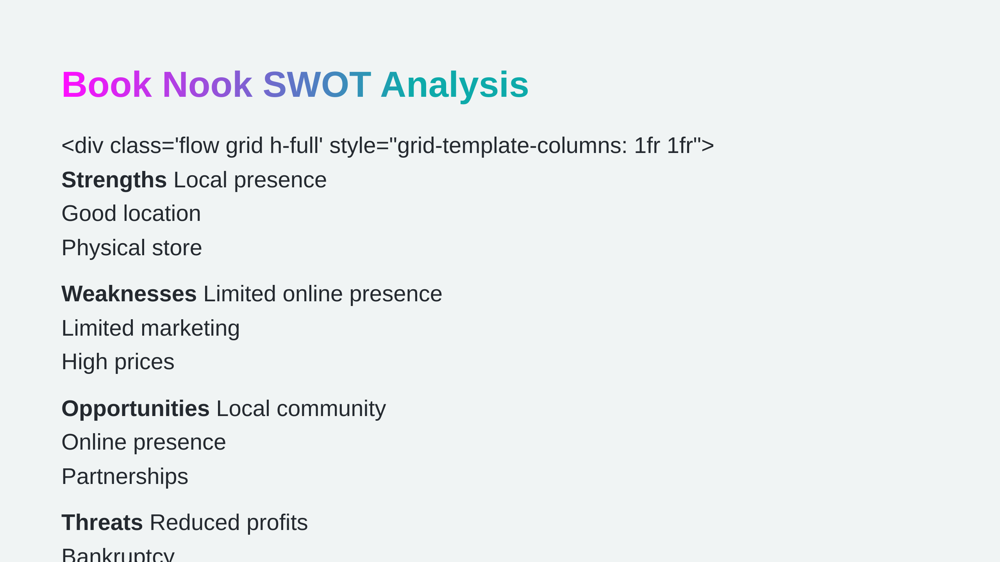 Book Nook SWOT Analysis
<div class='flow grid h-full' style="grid-template-columns: 1fr 1fr">
Strengths Local presence
Good location
Physical store
Weaknesses Limited online presence
Limited marketing
High prices
Opportunities Local community
Online presence
Partnerships
Threats Reduced profits
Bankruptcy